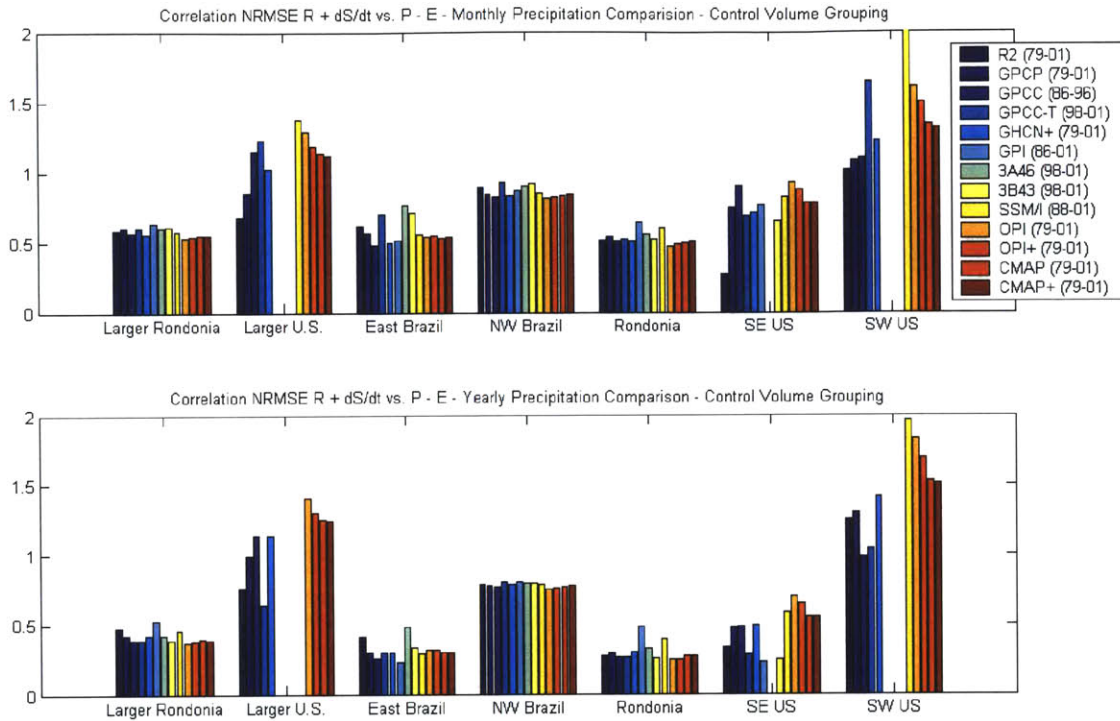 Correlation NRMSE R + dS/dt vs. P - E - Monthly Precipitation Comparision - Control Volume Grouping
2
1.5
1
0.5
0
R2 (79-01)
GPCP (79-01)
GPCC (86-96)
GPCC-T (98-01)
GHCN+ (79-01)
GPI (86-01)
3A46 (98-01)
3B43 (98-01)
SSM/I (88-01)
OPI (79-01)
OPI+ (79-01)
CMAP (79-01)
CMAP+ (79-01)
Larger Rondonia Larger U.S. East Brazil NW Brazil Rondonia SE US SW US
Correlation NRMSE R + dS/dt vs. P - E - Yearly Precipitation Comparison - Control Volume Grouping
2
1.5
1
0.5
0
Larger Rondonia Larger U.S. East Brazil NW Brazil Rondonia SE US SW US